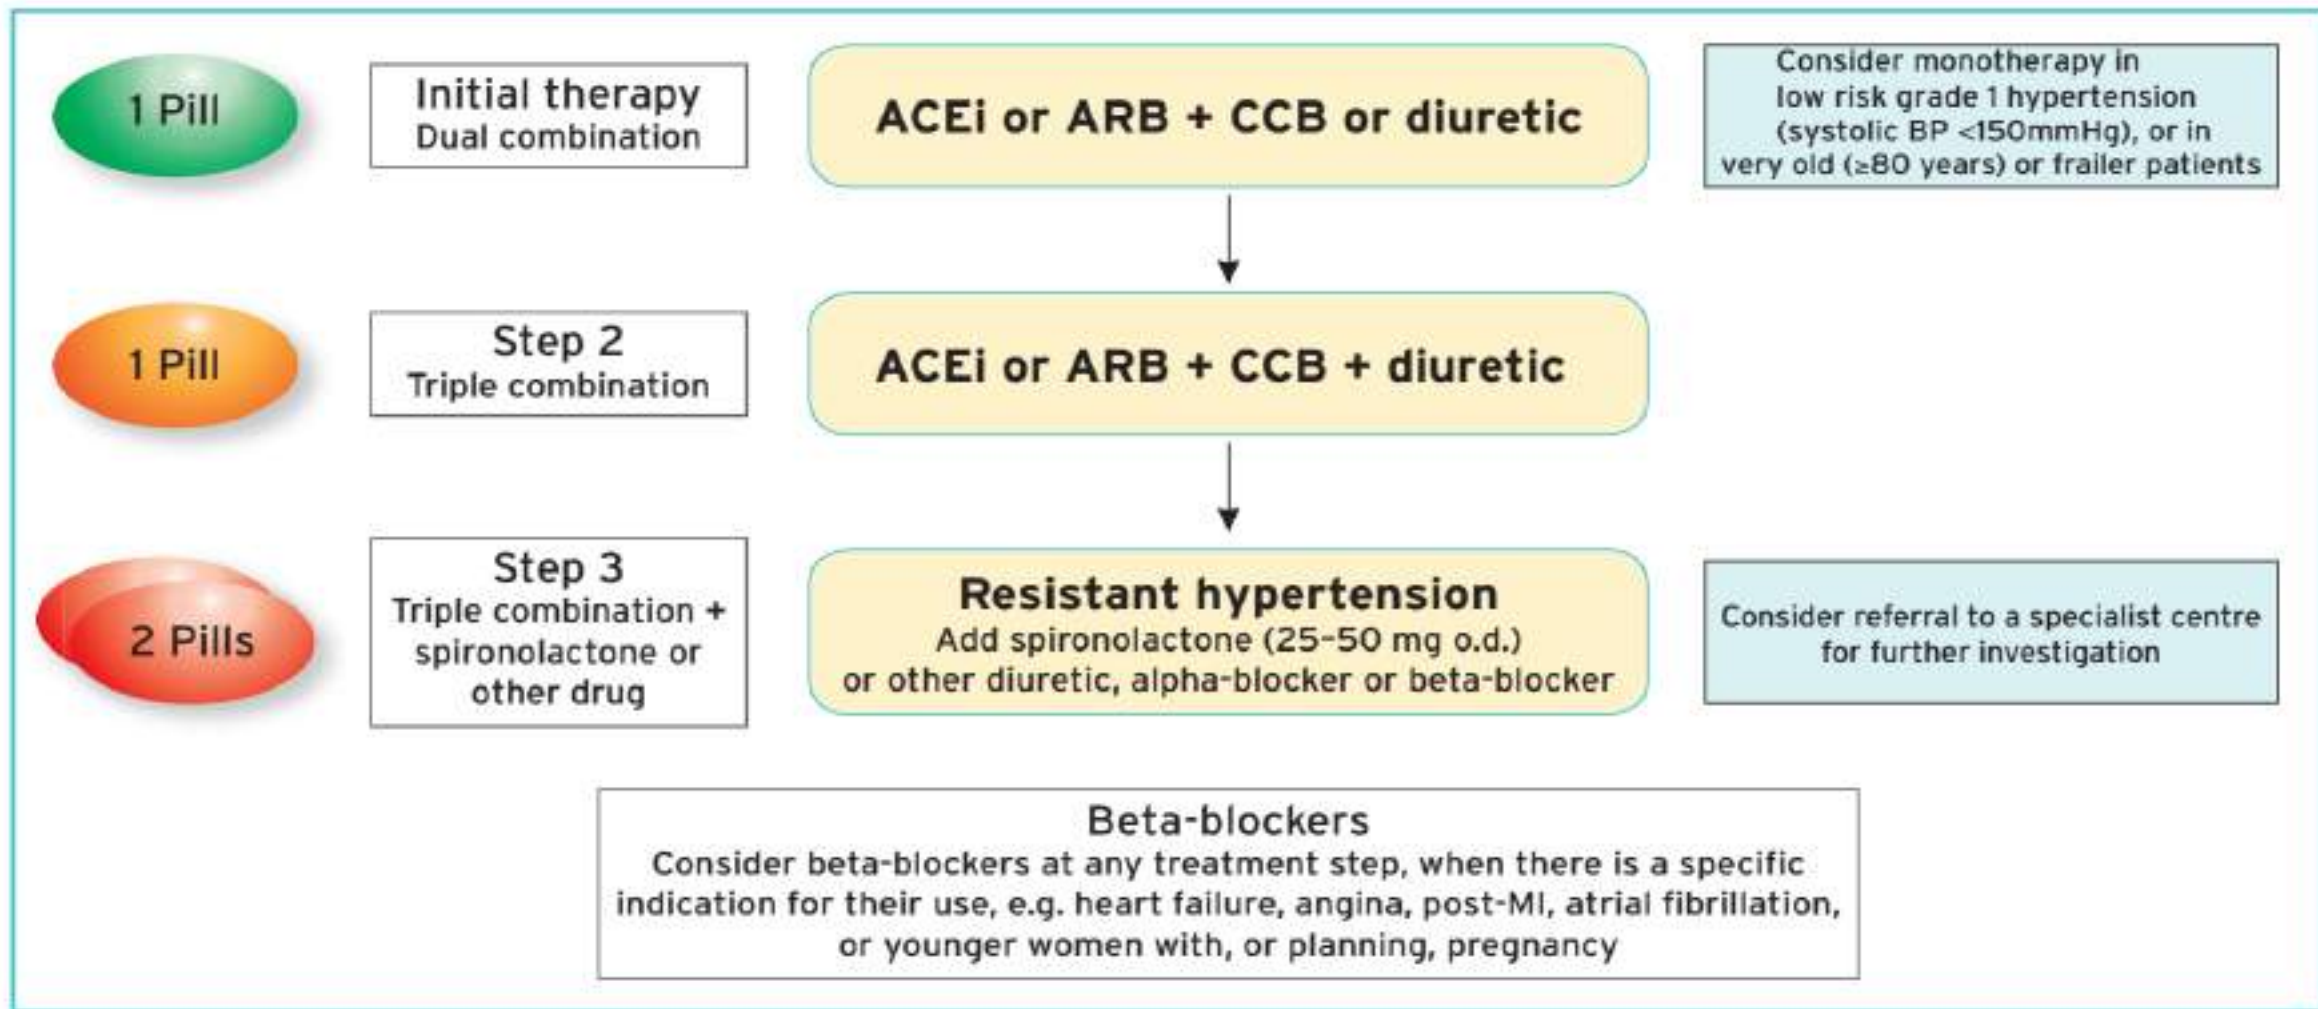 1 Pill
Initial therapy
Dual combination
ACEi or ARB + CCB or diuretic
Consider monotherapy in
low risk grade 1 hypertension
(systolic BP <150mmHg), or in
very old (≥80 years) or frailer patients
1 Pill
Step 2
Triple combination
ACEi or ARB + CCB + diuretic
2 Pills
Step 3
Triple combination +
spironolactone or
other drug
Resistant hypertension
Add spironolactone (25–50 mg o.d.)
or other diuretic, alpha-blocker or beta-blocker
Consider referral to a specialist centre
for further investigation
Beta-blockers
Consider beta-blockers at any treatment step, when there is a specific
indication for their use, e.g. heart failure, angina, post-MI, atrial fibrillation,
or younger women with, or planning, pregnancy